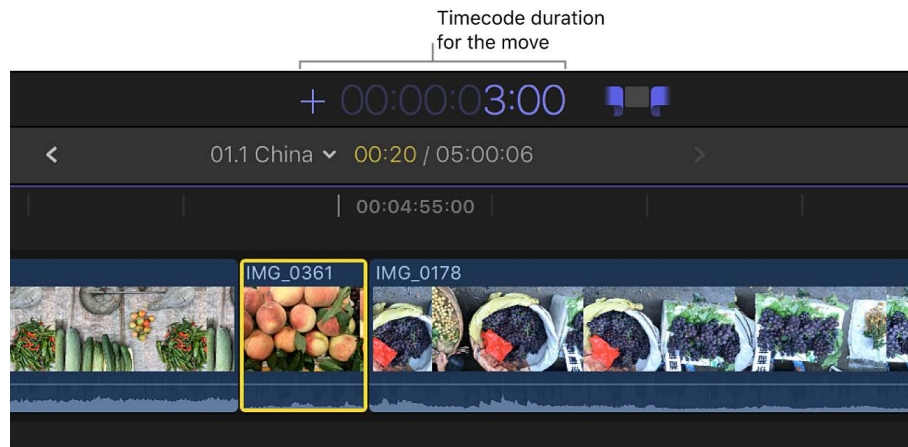 Timecode duration
for the move
+ 00:00:03:00
01.1 China 00:20 / 05:00:06
00:04:55:00
IMG_0361 IMG_0178